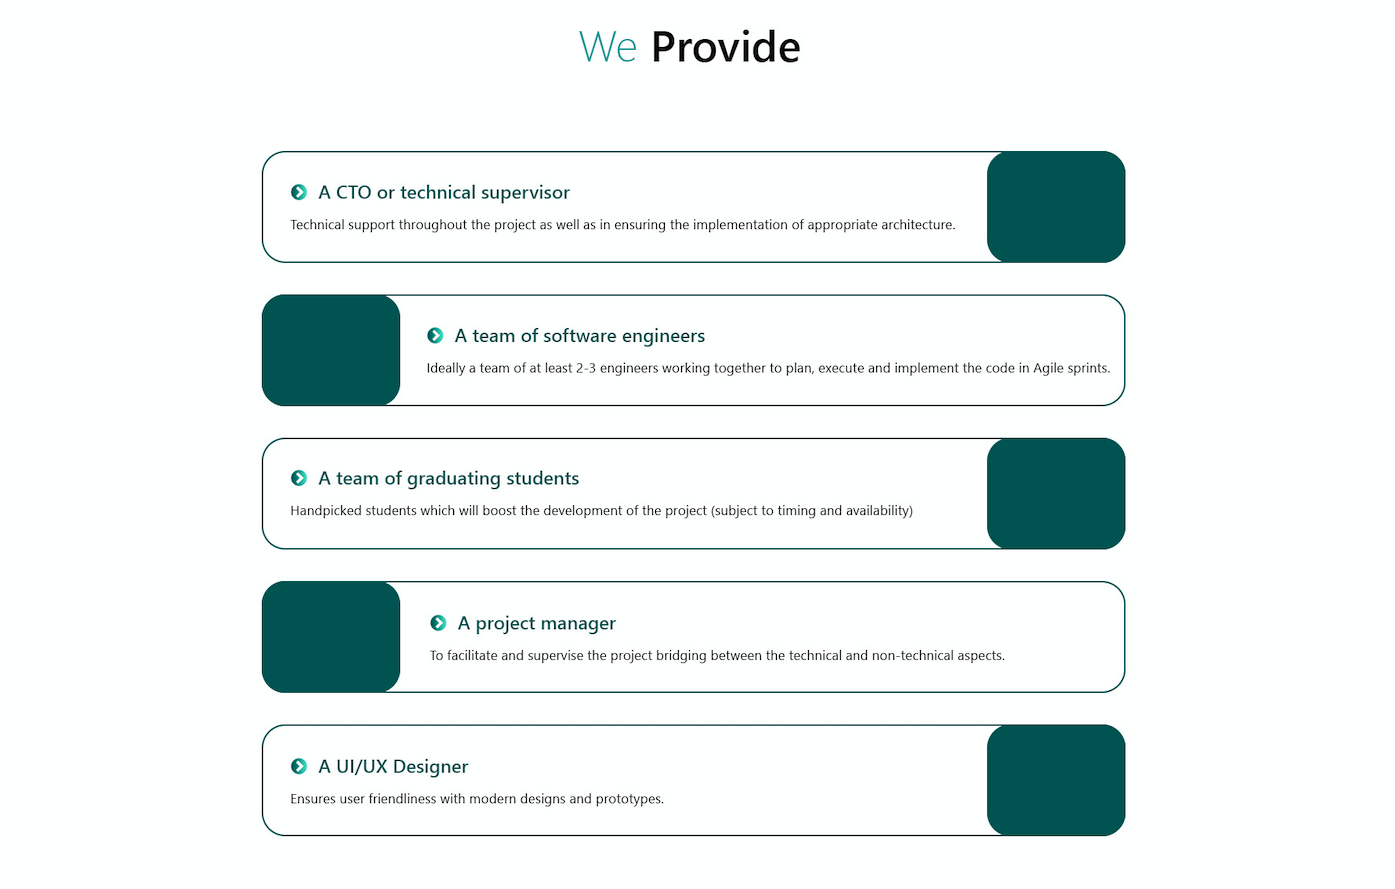 We Provide
A CTO or technical supervisor
Technical support throughout the project as well as in ensuring the implementation of appropriate architecture.
A team of software engineers
Ideally a team of at least 2-3 engineers working together to plan, execute and implement the code in Agile sprints.
A team of graduating students
Handpicked students which will boost the development of the project (subject to timing and availability)
A project manager
To facilitate and supervise the project bridging between the technical and non-technical aspects.
A UI/UX Designer
Ensures user friendliness with modern designs and prototypes.